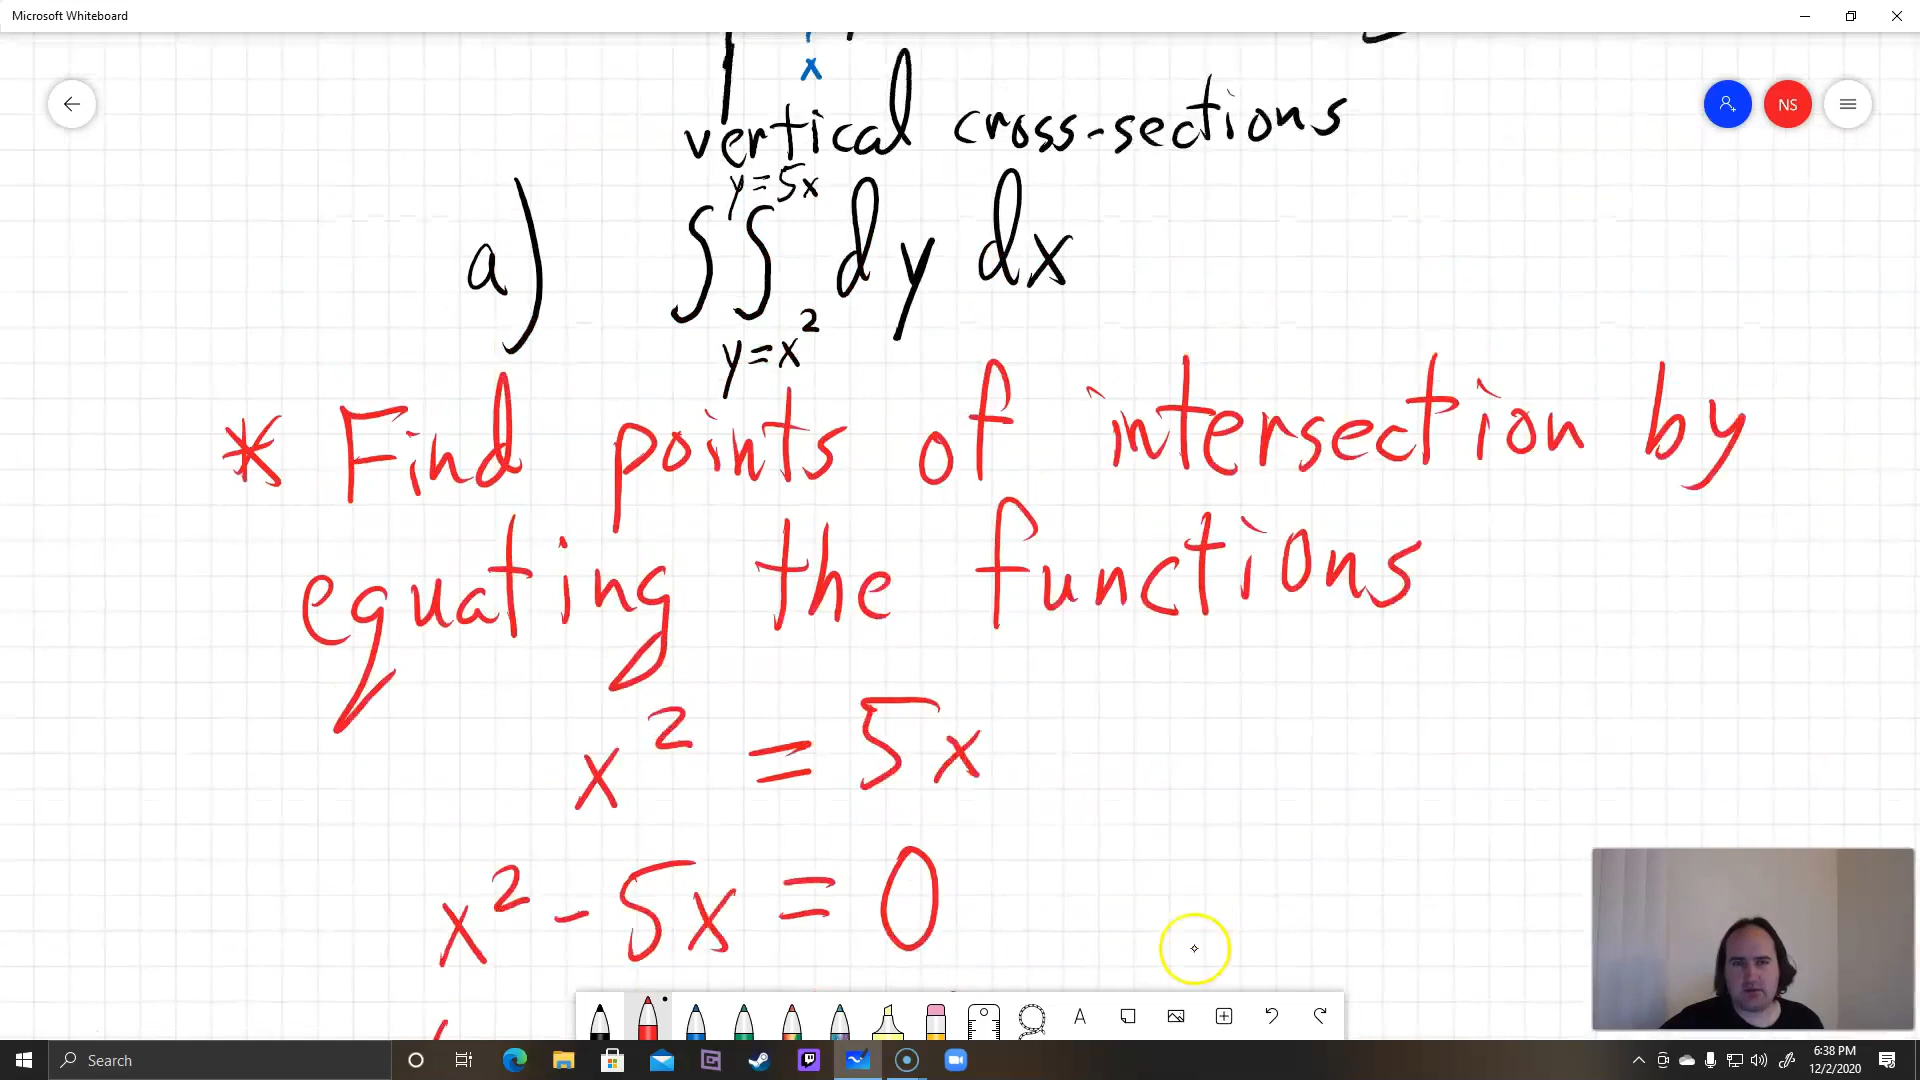 Microsoft Whiteboard
x
vertical cross-sections
y=5x
a) ∫∫ dy dx
y=x²
* Find points of intersection by
equating the functions
x² = 5x
x² - 5x = 0
NS
A
Search
6:38 PM
12/2/2020